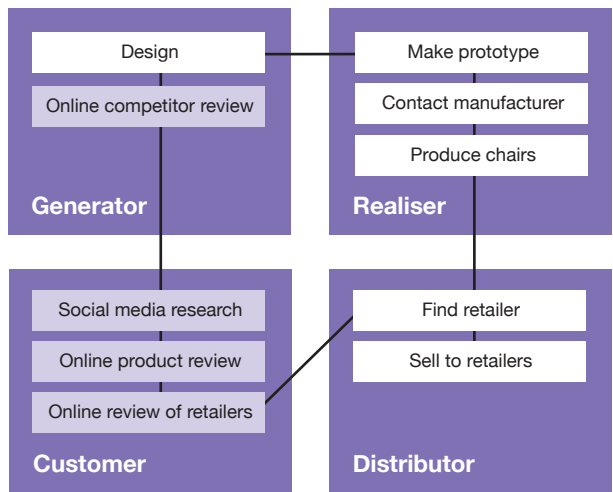 Design
Online competitor review
Generator
Make prototype
Contact manufacturer
Produce chairs
Realiser
Social media research
Online product review
Online review of retailers
Customer
Find retailer
Sell to retailers
Distributor